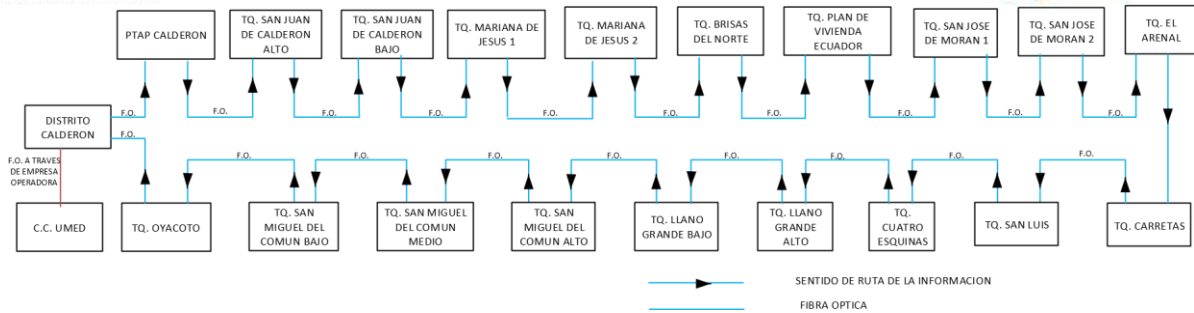 PTAP CALDERON
TQ. SAN JUAN
DE CALDERON
ALTO
TQ. SAN JUAN
DE CALDERON
BAJO
TQ. MARIANA DE
JESUS 1
TQ. MARIANA
DE JESUS 2
TQ. BRISAS
DEL NORTE
TQ. PLAN DE
VIVIENDA
ECUADOR
TQ. SAN JOSE
DE MORAN 1
TQ. SAN JOSE
DE MORAN 2
TQ. EL
ARENAL
F.O.
F.O.
F.O.
F.O.
F.O.
F.O.
F.O.
F.O.
F.O.
F.O.
DISTRITO
CALDERON
F.O.
F.O. A TRAVES
DE EMPRESA
OPERADORA
F.O.
F.O.
F.O.
F.O.
F.O.
F.O.
F.O.
F.O.
C.C. UMED
TQ. OYACOTO
TQ. SAN
MIGUEL DEL
COMUN BAJO
TQ. SAN MIGUEL
DEL COMUN
MEDIO
TQ. SAN
MIGUEL DEL
COMUN ALTO
TQ. LLANO
GRANDE BAJO
TQ. LLANO
GRANDE
ALTO
TQ.
CUATRO
ESQUINAS
TQ. SAN LUIS
TQ. CARRETAS
SENTIDO DE RUTA DE LA INFORMACION
FIBRA OPTICA